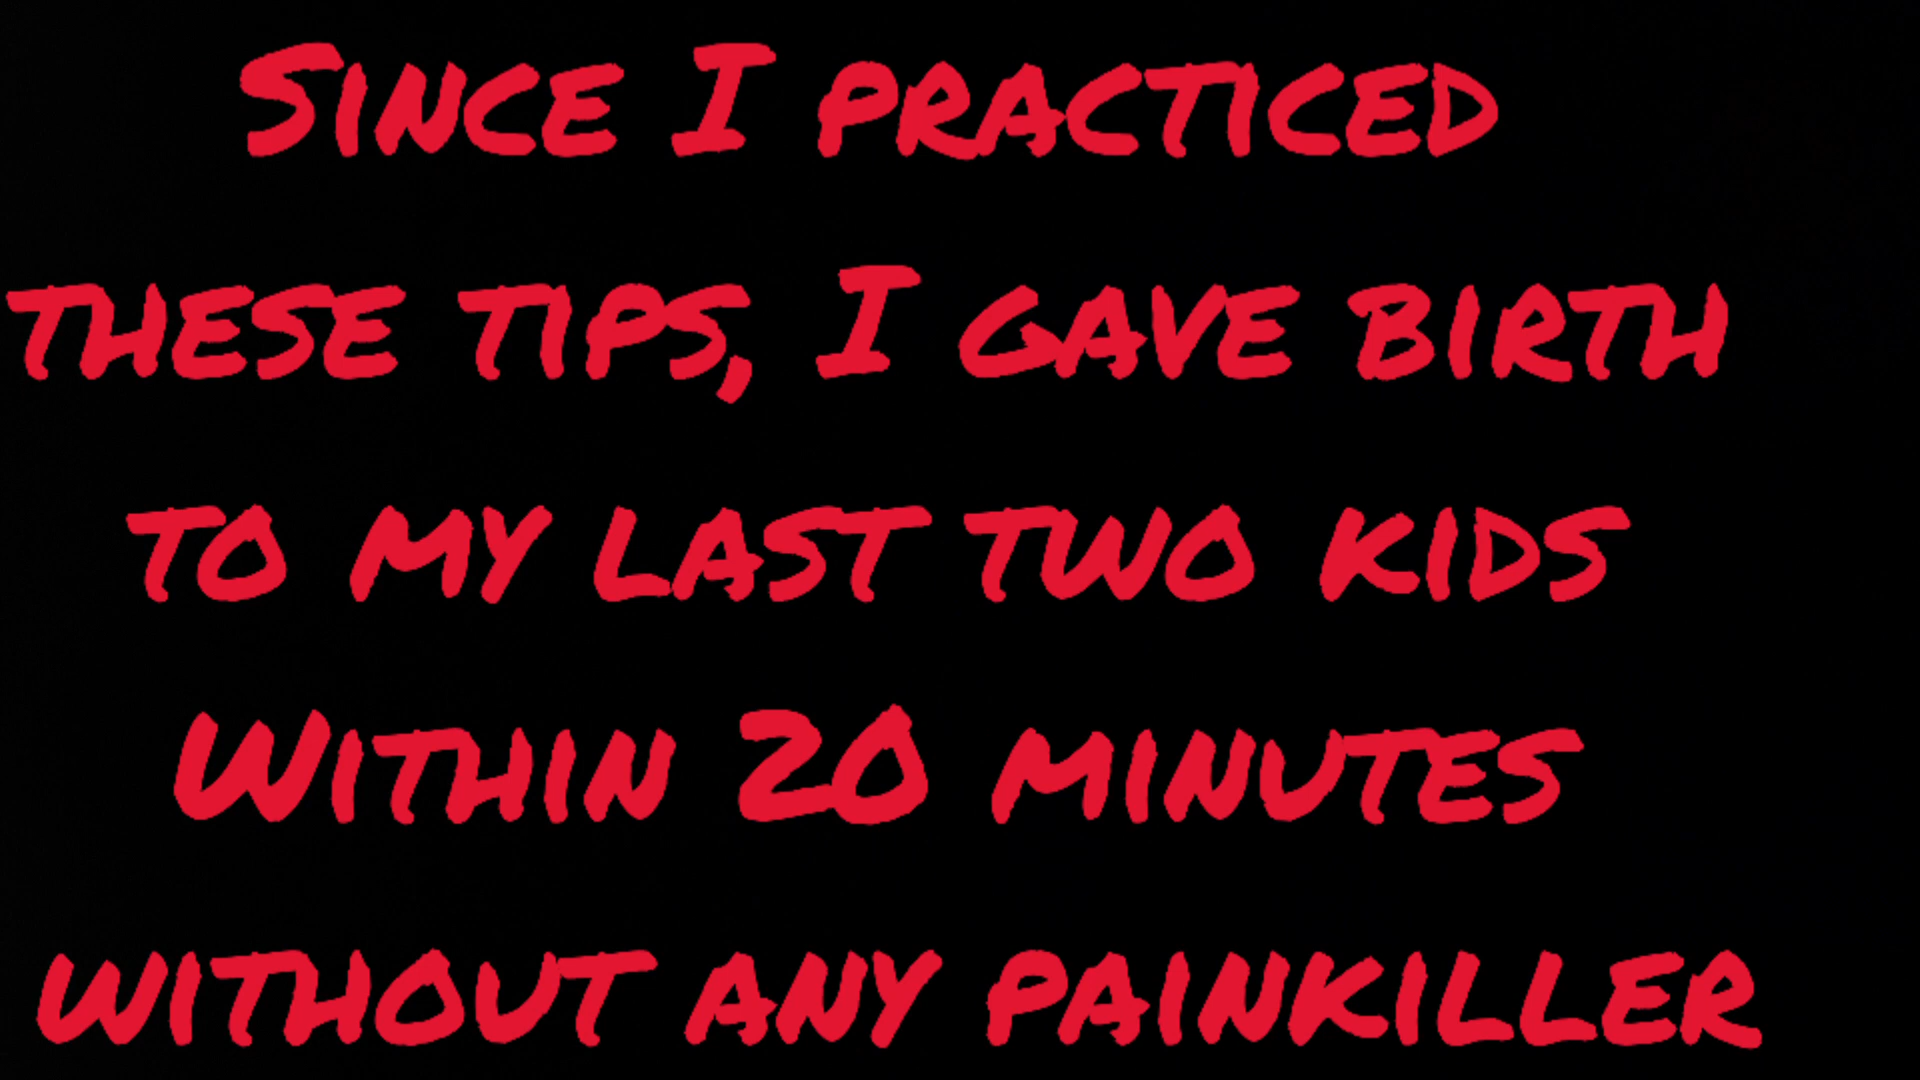 Since I practiced
these tips, I gave birth
to my last two kids
Within 20 minutes
without any painkiller